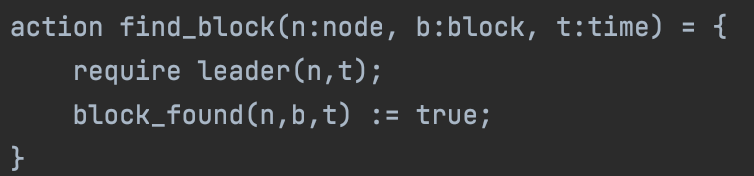 action find_block(n:node, b:block, t:time) = {
    require leader(n,t);
    block_found(n,b,t) := true;
}